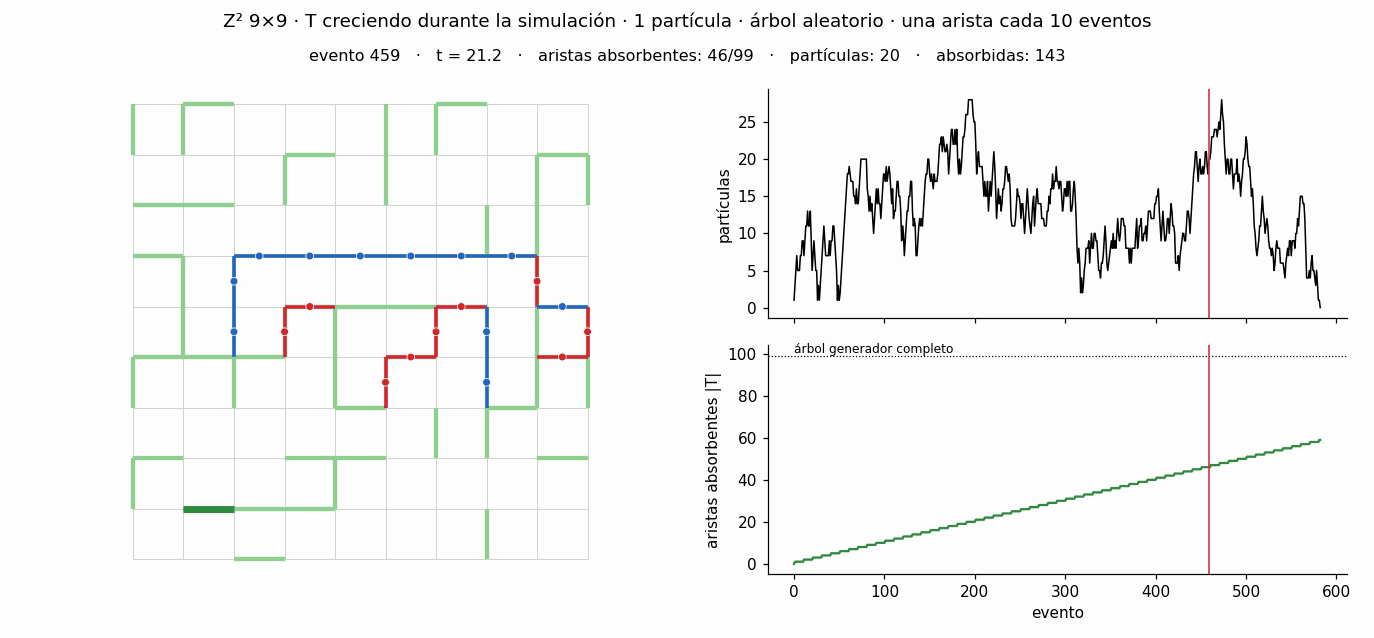 Z² 9×9 · T creciendo durante la simulación · 1 partícula · árbol aleatorio · una arista cada 10 eventos
evento 459 · t = 21.2 · aristas absorbentes: 46/99 · partículas: 20 · absorbidas: 143
partículas
25
20
15
10
5
0
aristas absorbentes |T|
árbol generador completo
100
80
60
40
20
0
0 100 200 300 400 500 600
evento